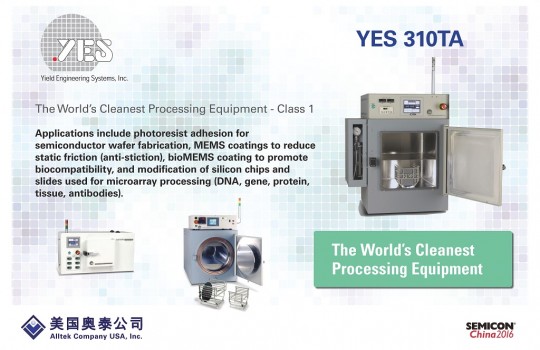 YES
Yield Engineering Systems, Inc.
YES 310TA
The World's Cleanest Processing Equipment - Class 1
Applications include photoresist adhesion for
semiconductor wafer fabrication, MEMS coatings to reduce
static friction (anti-stiction), bioMEMS coating to promote
biocompatibility, and modification of silicon chips and
slides used for microarray processing (DNA, gene, protein,
tissue, antibodies).
The World's Cleanest
Processing Equipment
美国奥泰公司
Alltek Company USA, Inc.
SEMICON
China2016